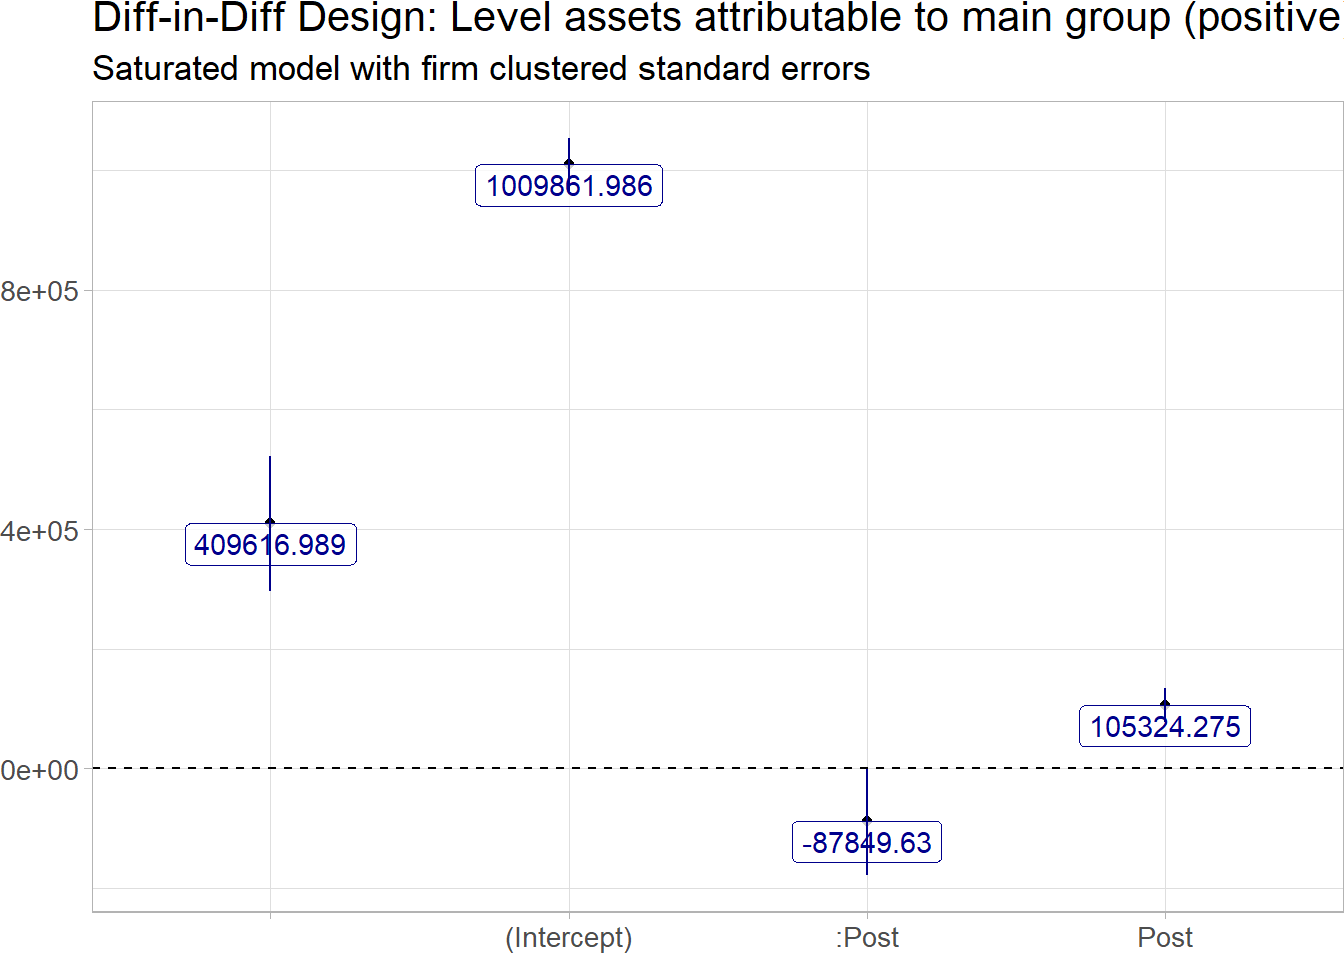 Diff-in-Diff Design: Level assets attributable to main group (positive
Saturated model with firm clustered standard errors
1009861.986
8e+05
4e+05
409616.989
105324.275
0e+00
-87849.63
(Intercept)
:Post
Post